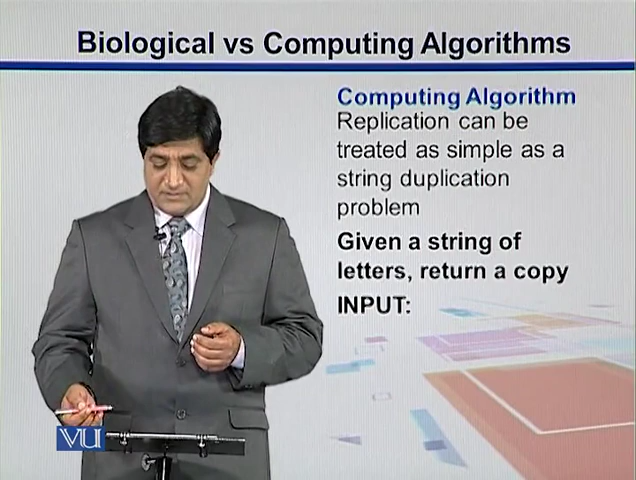 Biological vs Computing Algorithms
Computing Algorithm
Replication can be
treated as simple as a
string duplication
problem
Given a string of
letters, return a copy
INPUT:
VU